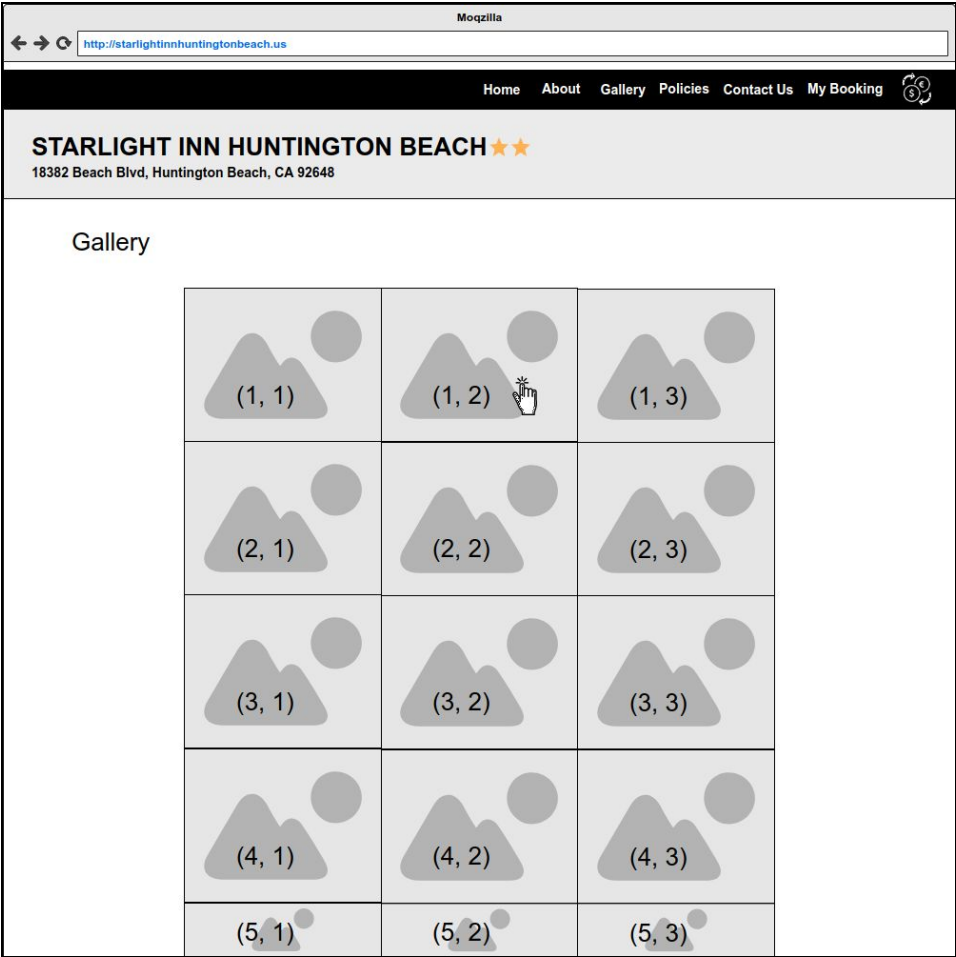 Moqzilla
http://starlightinnhuntingtonbeach.us
Home About Gallery Policies Contact Us My Booking
STARLIGHT INN HUNTINGTON BEACH
18382 Beach Blvd, Huntington Beach, CA 92648
Gallery
(1, 1) (1, 2) (1, 3)
(2, 1) (2, 2) (2, 3)
(3, 1) (3, 2) (3, 3)
(4, 1) (4, 2) (4, 3)
(5, 1) (5, 2) (5, 3)